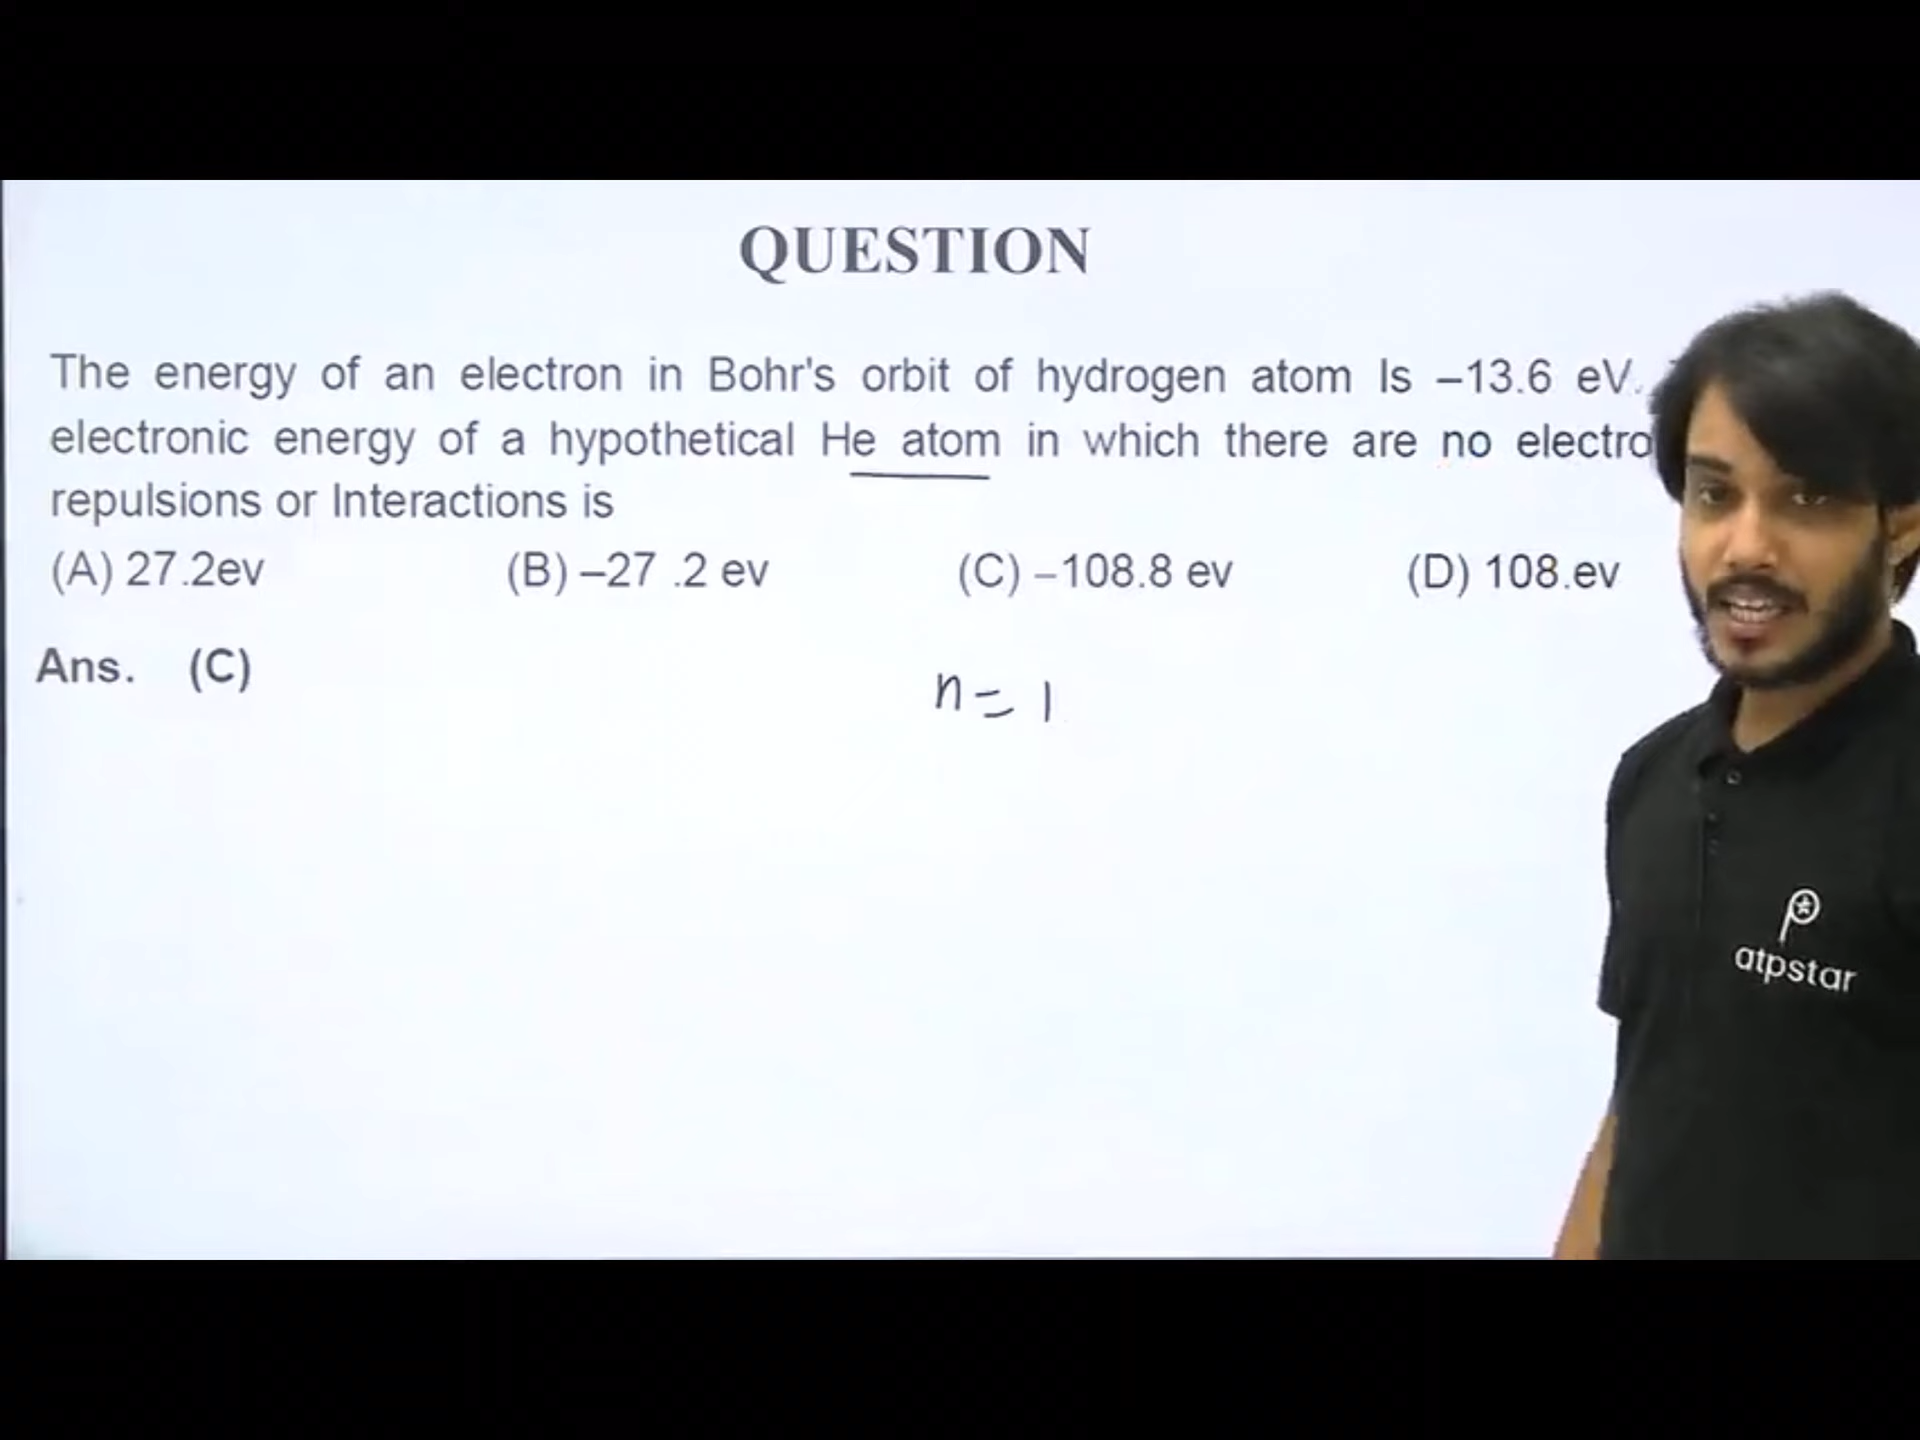 QUESTION
The energy of an electron in Bohr's orbit of hydrogen atom Is –13.6 eV.
electronic energy of a hypothetical He atom in which there are no electro
repulsions or Interactions is
(A) 27.2ev (B) –27 .2 ev (C) –108.8 ev (D) 108.ev
Ans. (C)
n = 1
atpstar